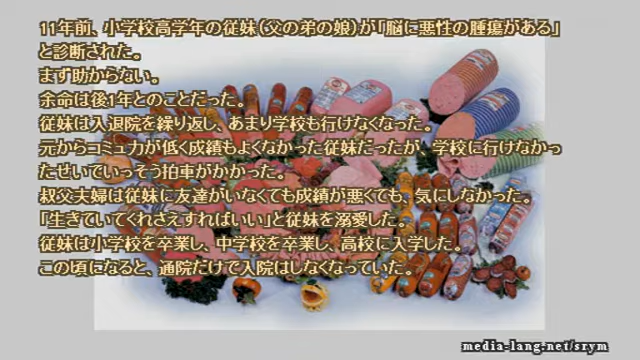 11年前、小学校高学年の従妹（父の弟の娘）が「脳に悪性の腫瘍がある」
と診断された。
まず助からない。
余命は後1年とのことだった。
従妹は入退院を繰り返し、あまり学校も行けなくなった。
元からコミュ力が低く成績もよくなかった従妹だったが、学校に行けなかっ
たせいでいっそう拍車がかかった。
叔父夫婦は従妹に友達がいなくても成績が悪くても、気にしなかった。
「生きていてくれさえすればいい」と従妹を溺愛した。
従妹は小学校を卒業し、中学校を卒業し、高校に入学した。
この頃になると、通院だけで入院はしなくなっていた。
media-lang.net/srym